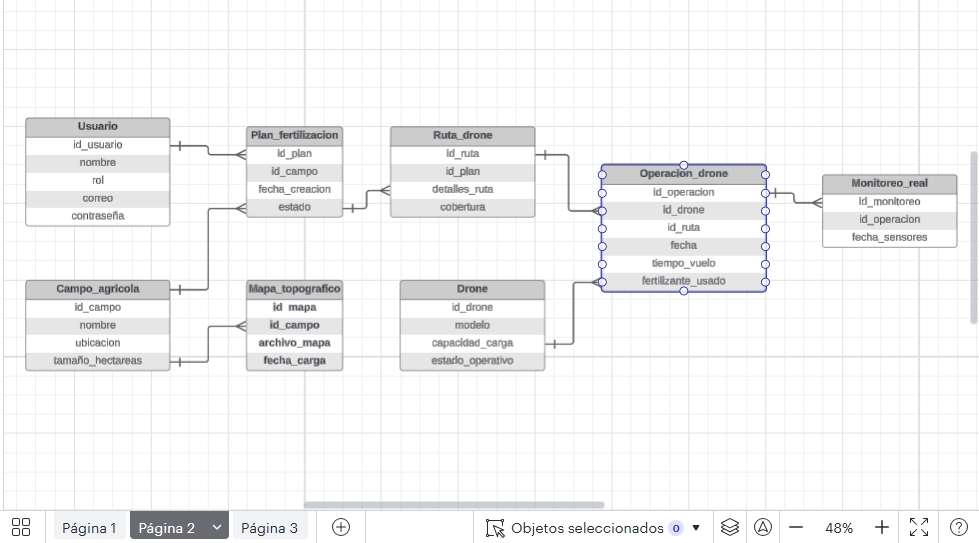 Usuario
id_usuario
nombre
rol
correo
contraseña
Plan_fertilizacion
id_plan
id_campo
fecha_creacion
estado
Ruta_drone
id_ruta
id_plan
detalles_ruta
cobertura
Operacion_drone
id_operacion
id_drone
id_ruta
fecha
tiempo_vuelo
fertilizante_usado
Monitoreo_real
id_monitoreo
id_operacion
fecha_sensores
Campo_agricola
id_campo
nombre
ubicacion
tamaño_hectareas
Mapa_topografico
id_mapa
id_campo
archivo_mapa
fecha_carga
Drone
id_drone
modelo
capacidad_carga
estado_operativo
Página 1
Página 2
Página 3
Objetos seleccionados 0
48%